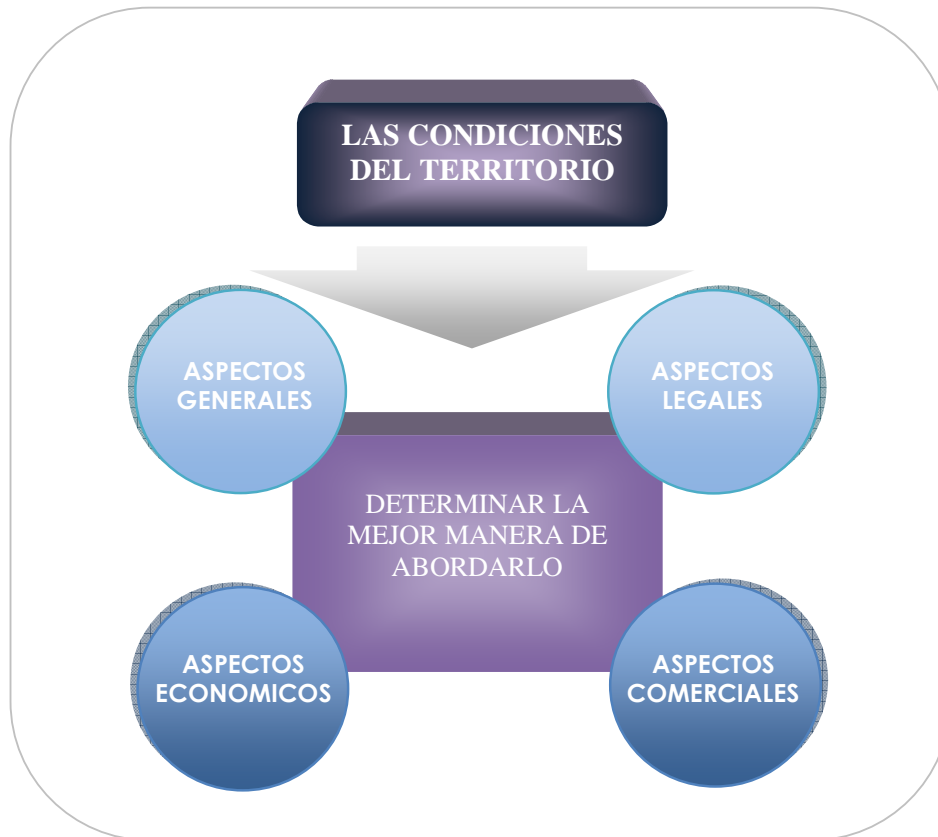 LAS CONDICIONES
DEL TERRITORIO
ASPECTOS
GENERALES
ASPECTOS
LEGALES
DETERMINAR LA
MEJOR MANERA DE
ABORDARLO
ASPECTOS
ECONOMICOS
ASPECTOS
COMERCIALES